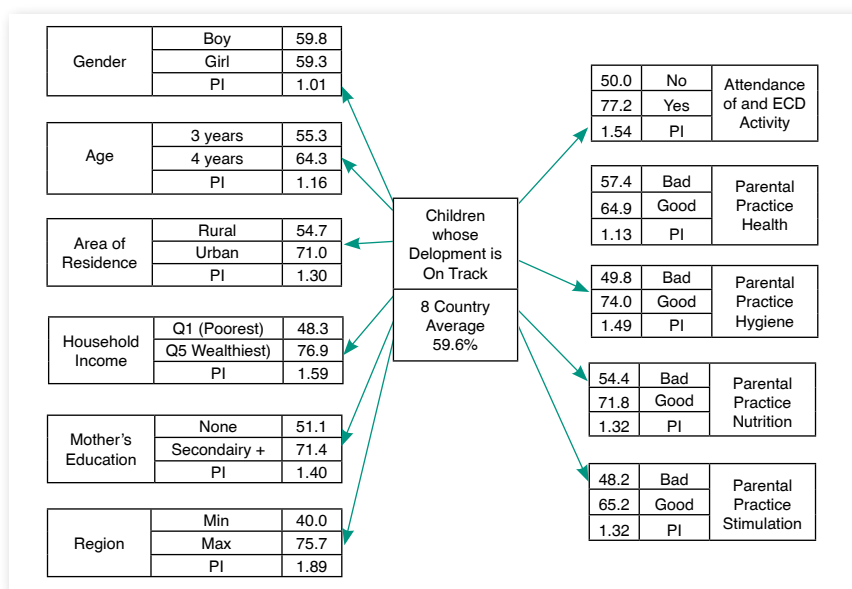 Gender
Boy 59.8
Girl 59.3
PI 1.01
Age
3 years 55.3
4 years 64.3
PI 1.16
Area of
Residence
Rural 54.7
Urban 71.0
PI 1.30
Household
Income
Q1 (Poorest) 48.3
Q5 Wealthiest) 76.9
PI 1.59
Mother's
Education
None 51.1
Secondairy + 71.4
PI 1.40
Region
Min 40.0
Max 75.7
PI 1.89
Children
whose
Delopment is
On Track
8 Country
Average
59.6%
50.0 No
77.2 Yes
1.54 PI
Attendance
of and ECD
Activity
57.4 Bad
64.9 Good
1.13 PI
Parental
Practice
Health
49.8 Bad
74.0 Good
1.49 PI
Parental
Practice
Hygiene
54.4 Bad
71.8 Good
1.32 PI
Parental
Practice
Nutrition
48.2 Bad
65.2 Good
1.32 PI
Parental
Practice
Stimulation